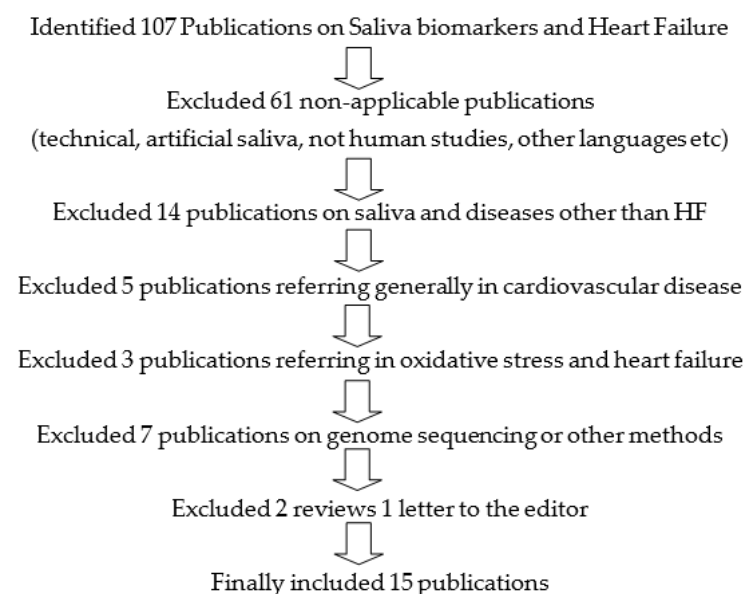 Identified 107 Publications on Saliva biomarkers and Heart Failure
Excluded 61 non-applicable publications
(technical, artificial saliva, not human studies, other languages etc)
Excluded 14 publications on saliva and diseases other than HF
Excluded 5 publications referring generally in cardiovascular disease
Excluded 3 publications referring in oxidative stress and heart failure
Excluded 7 publications on genome sequencing or other methods
Excluded 2 reviews 1 letter to the editor
Finally included 15 publications